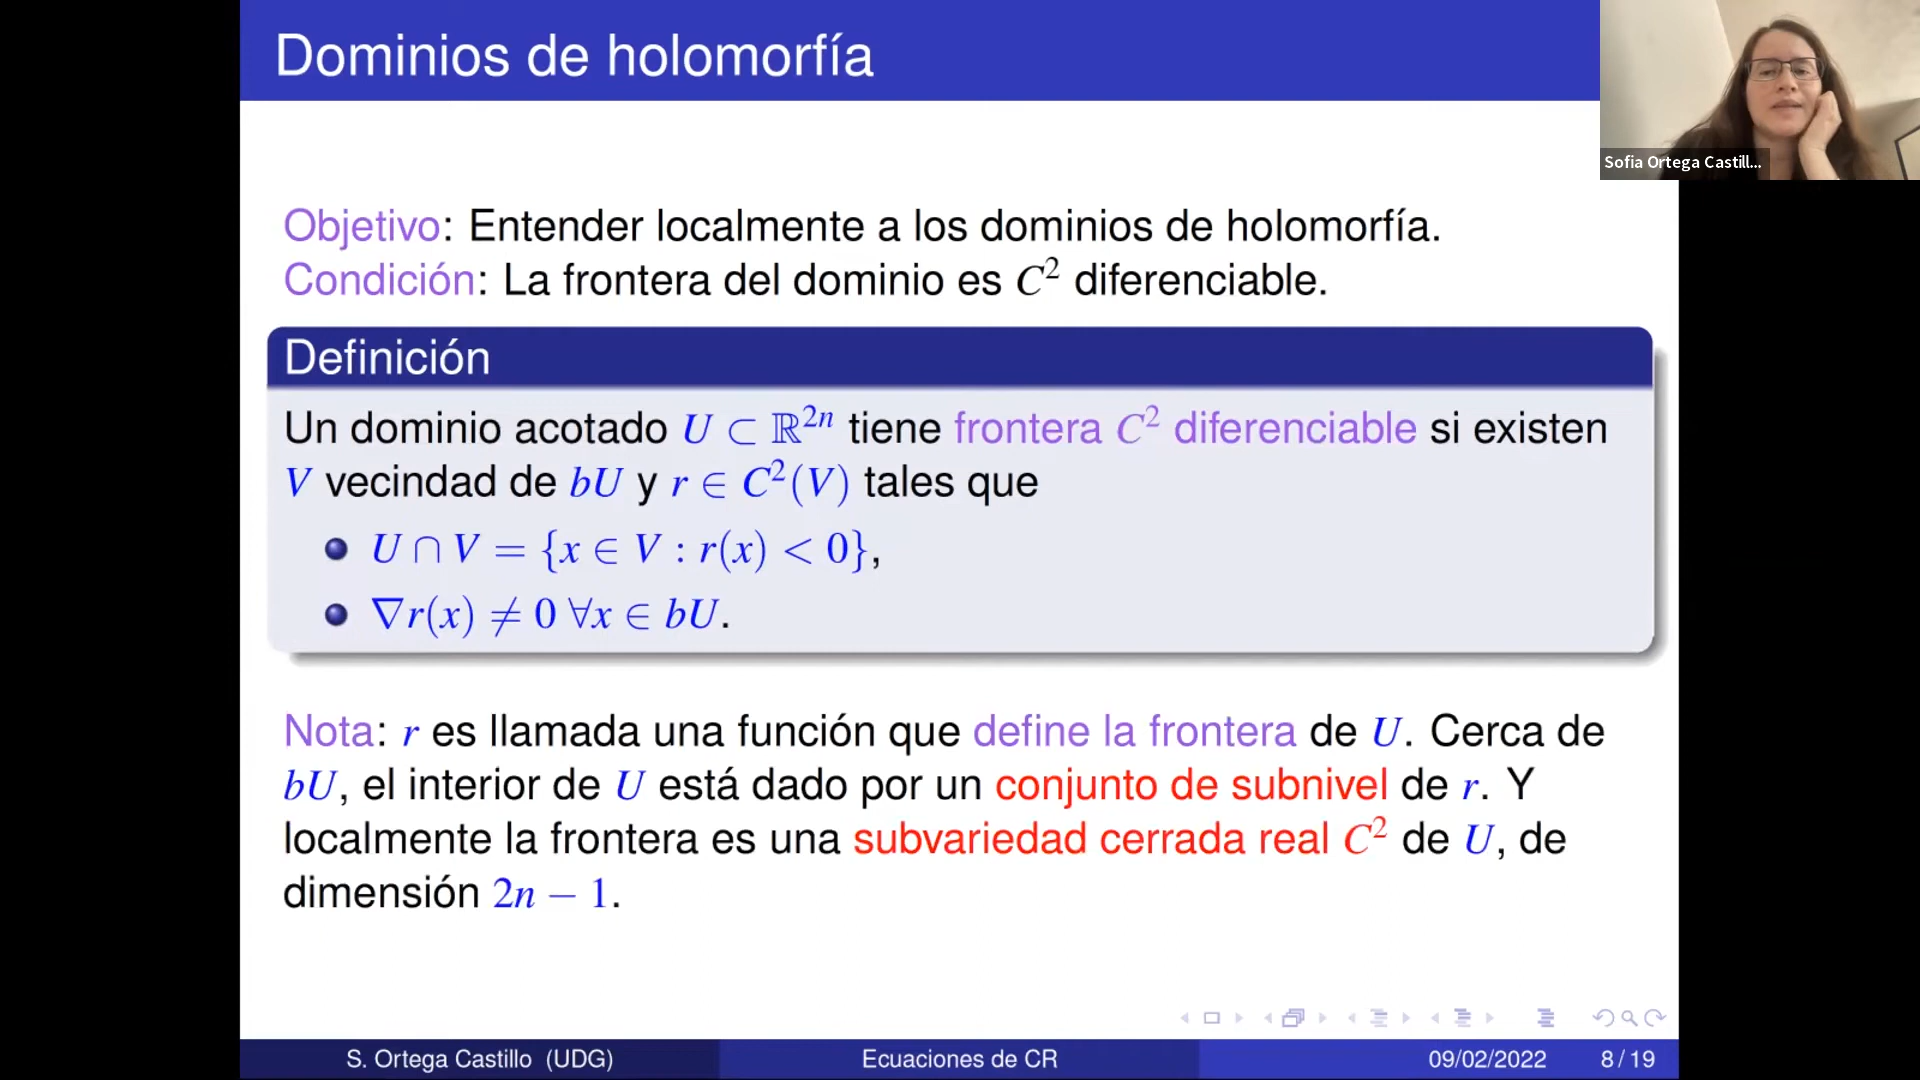 Dominios de holomorfía
Sofia Ortega Castill...
Objetivo: Entender localmente a los dominios de holomorfía.
Condición: La frontera del dominio es C² diferenciable.
Definición
Un dominio acotado U ⊂ ℝ²ⁿ tiene frontera C² diferenciable si existen
V vecindad de bU y r ∈ C²(V) tales que
U ∩ V = {x ∈ V : r(x) < 0},
∇r(x) ≠ 0 ∀x ∈ bU.
Nota: r es llamada una función que define la frontera de U. Cerca de
bU, el interior de U está dado por un conjunto de subnivel de r. Y
localmente la frontera es una subvariedad cerrada real C² de U, de
dimensión 2n − 1.
S. Ortega Castillo (UDG)
Ecuaciones de CR
09/02/2022
8 / 19